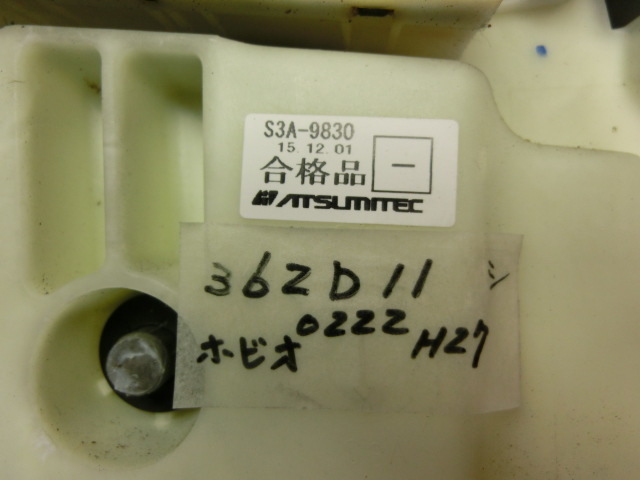 S3A-9830
15.12.01
合格品 一
ATSUMITEC
362D11 シ
0222
ホビオ H27